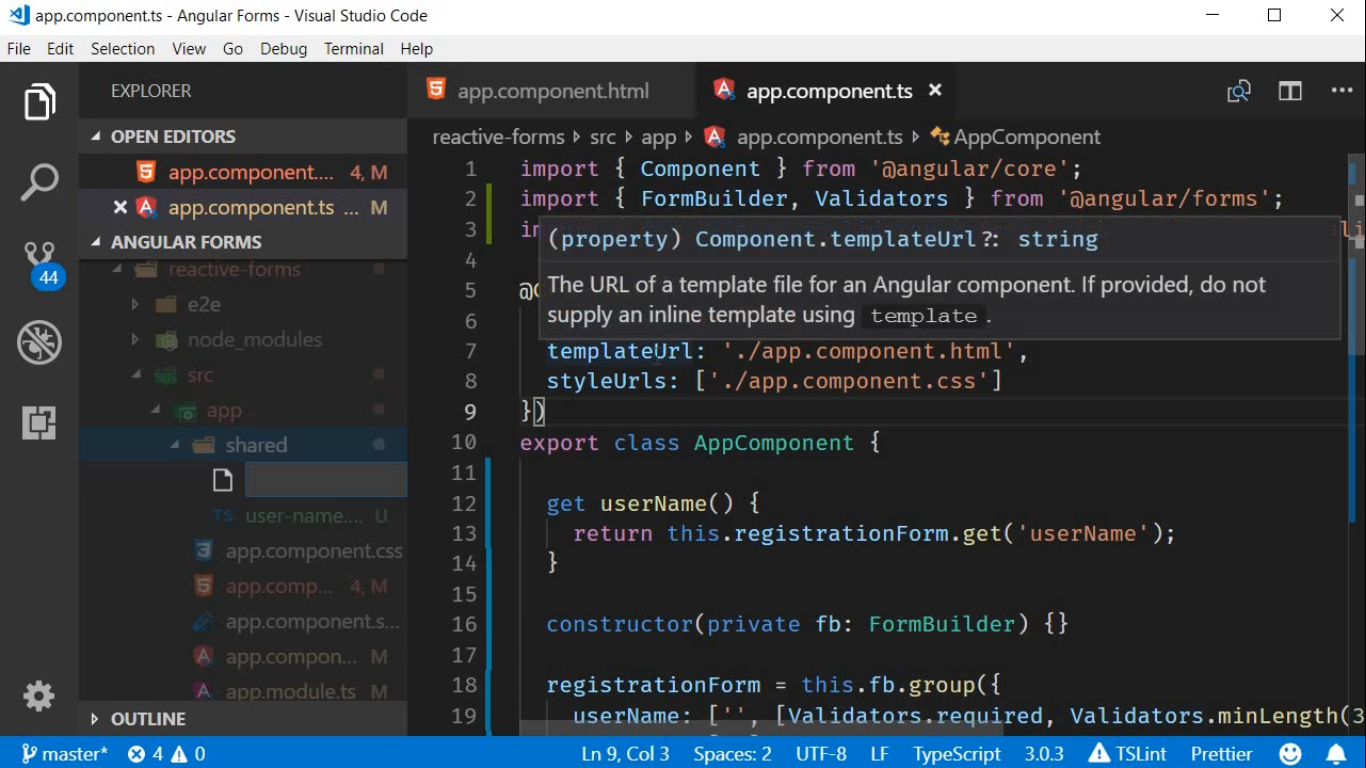 app.component.ts - Angular Forms - Visual Studio Code
File Edit Selection View Go Debug Terminal Help
EXPLORER
OPEN EDITORS
app.component.... 4, M
app.component.ts ... M
ANGULAR FORMS
reactive-forms
e2e
node_modules
src
app
shared
TS user-name.... U
app.component.css
app.comp... 4, M
app.component.s...
app.compon... M
app.module.ts M
OUTLINE
44
app.component.html
app.component.ts
reactive-forms src app app.component.ts AppComponent
1 import { Component } from '@angular/core';
2 import { FormBuilder, Validators } from '@angular/forms';
3
(property) Component.templateUrl?: string
The URL of a template file for an Angular component. If provided, do not
supply an inline template using template.
4
5
6
7 templateUrl: './app.component.html',
8 styleUrls: ['./app.component.css']
9 })
10 export class AppComponent {
11
12 get userName() {
13 return this.registrationForm.get('userName');
14 }
15
16 constructor(private fb: FormBuilder) {}
17
18 registrationForm = this.fb.group({
19 userName: ['', [Validators.required, Validators.minLength(3
master* 4 0 Ln 9, Col 3 Spaces: 2 UTF-8 LF TypeScript 3.0.3 TSLint Prettier